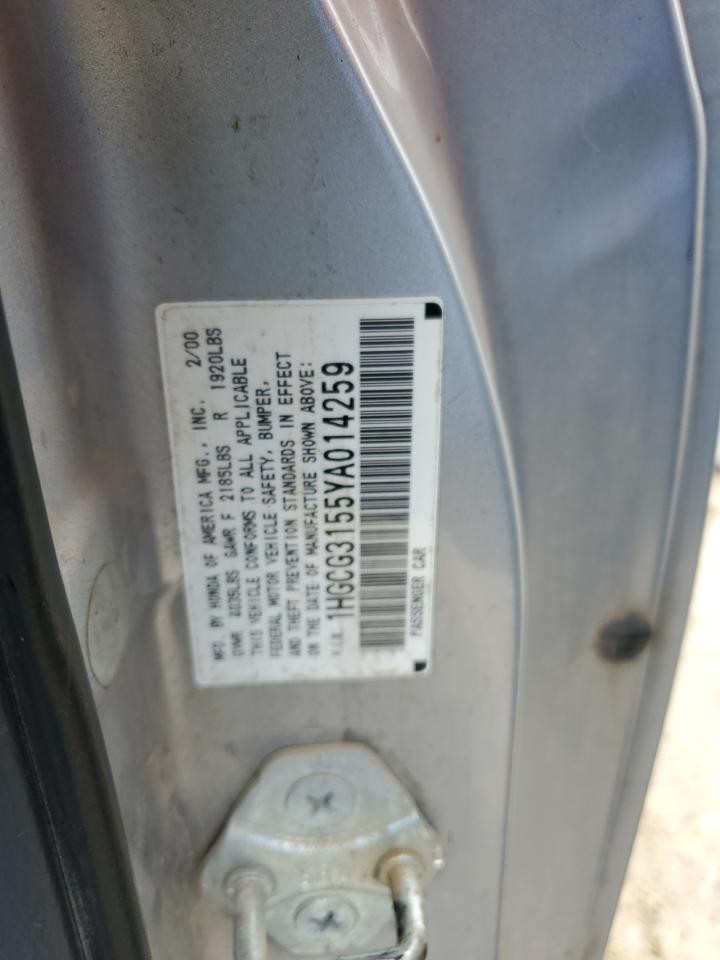 MFD. BY HONDA OF AMERICA MFG., INC. 2/00
GVWR 4035LBS GAWR F 2185LBS R 1920LBS
THIS VEHICLE CONFORMS TO ALL APPLICABLE
FEDERAL MOTOR VEHICLE SAFETY, BUMPER,
AND THEFT PREVENTION STANDARDS IN EFFECT
ON THE DATE OF MANUFACTURE SHOWN ABOVE:
V.I.N. 1HGCG3155YA014259
PASSENGER CAR